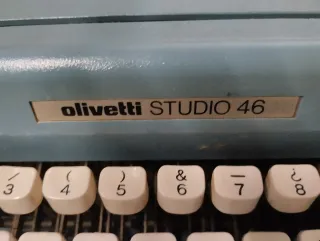 olivetti STUDIO 46
/ ( ) & _ ¿
3 4 5 6 7 8